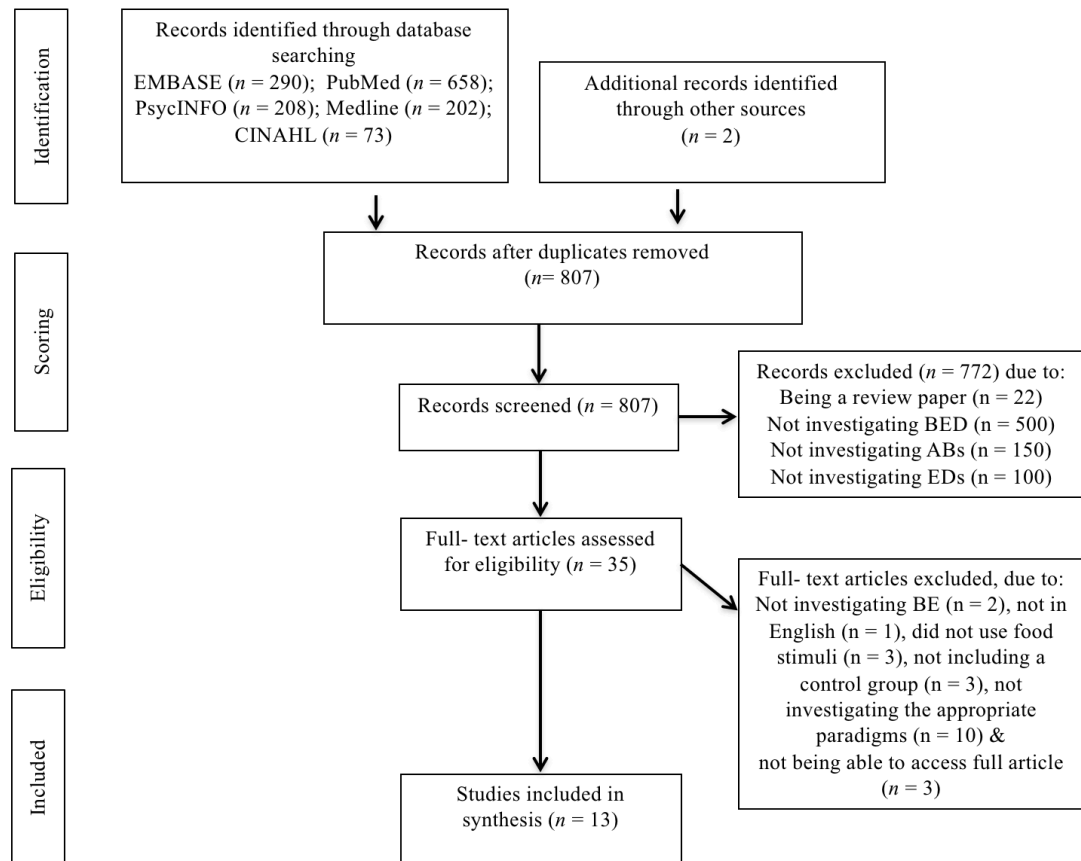 Identification
Records identified through database
searching
EMBASE (n = 290);  PubMed (n = 658);
PsycINFO (n = 208); Medline (n = 202);
CINAHL (n = 73)
Additional records identified
through other sources
(n = 2)
Scoring
Records after duplicates removed
(n= 807)
Records screened (n = 807)
Records excluded (n = 772) due to:
Being a review paper (n = 22)
Not investigating BED (n = 500)
Not investigating ABs (n = 150)
Not investigating EDs (n = 100)
Eligibility
Full- text articles assessed
for eligibility (n = 35)
Full- text articles excluded, due to:
Not investigating BE (n = 2), not in
English (n = 1), did not use food
stimuli (n = 3), not including a
control group (n = 3), not
investigating the appropriate
paradigms (n = 10) &
not being able to access full article
(n = 3)
Included
Studies included in
synthesis (n = 13)